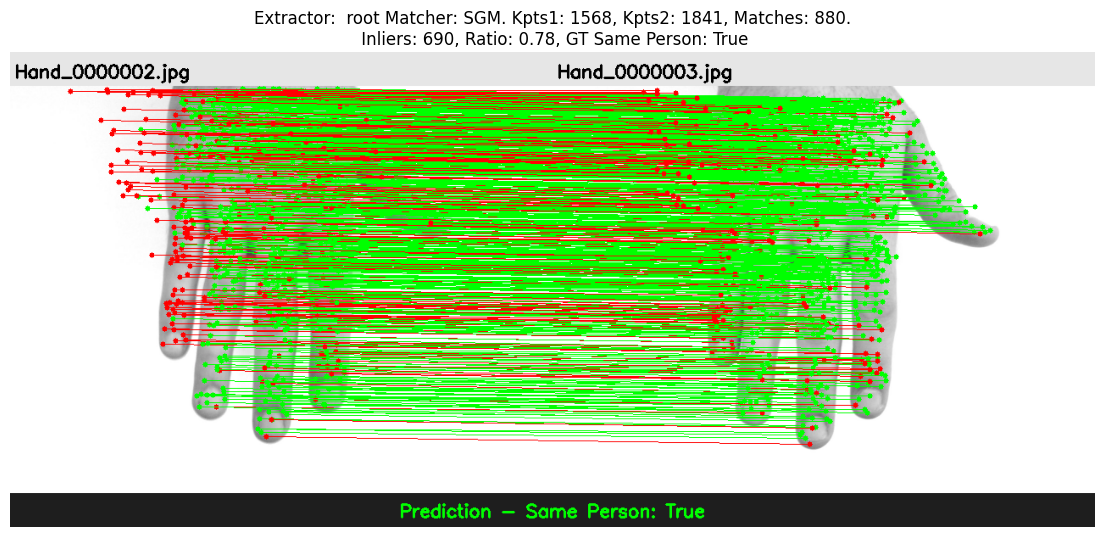 Extractor:  root Matcher: SGM. Kpts1: 1568, Kpts2: 1841, Matches: 880.
Inliers: 690, Ratio: 0.78, GT Same Person: True
Hand_0000002.jpg
Hand_0000003.jpg
Prediction - Same Person: True